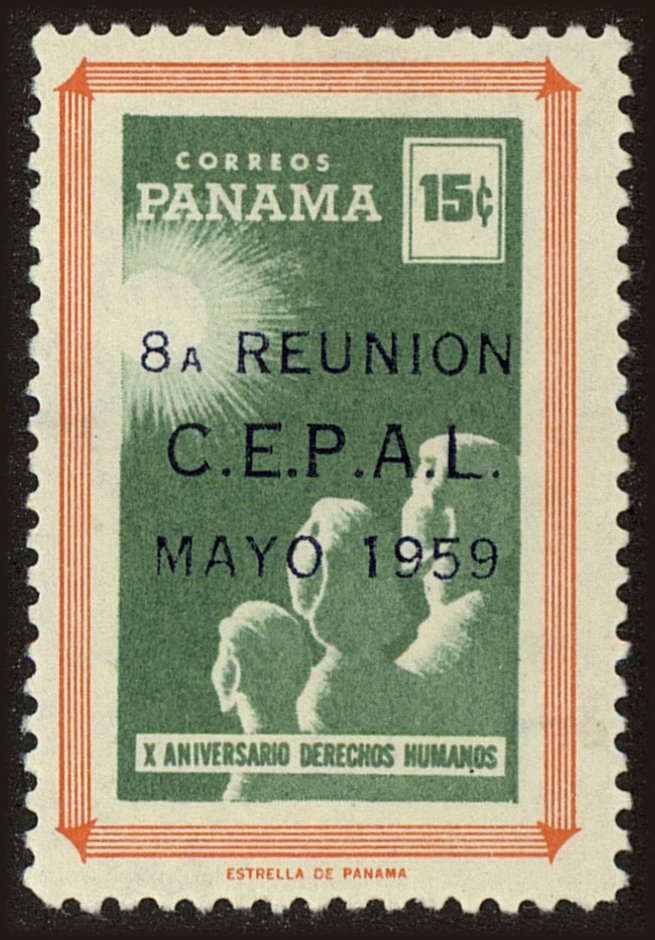 CORREOS
PANAMA
15¢
8A REUNION
C.E.P.A.L.
MAYO 1959
X ANIVERSARIO DERECHOS HUMANOS
ESTRELLA DE PANAMA